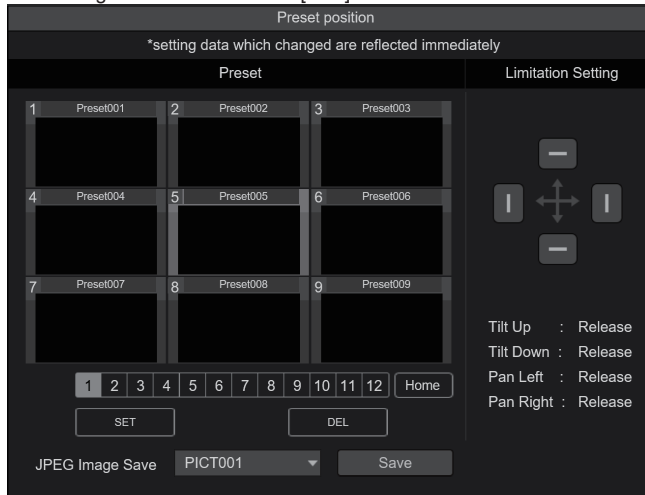 Preset position
*setting data which changed are reflected immediately
Preset
Limitation Setting
1 Preset001
2 Preset002
3 Preset003
4 Preset004
5 Preset005
6 Preset006
7 Preset007
8 Preset008
9 Preset009
1 2 3 4 5 6 7 8 9 10 11 12 Home
SET DEL
JPEG Image Save PICT001 Save
Tilt Up : Release
Tilt Down : Release
Pan Left : Release
Pan Right : Release